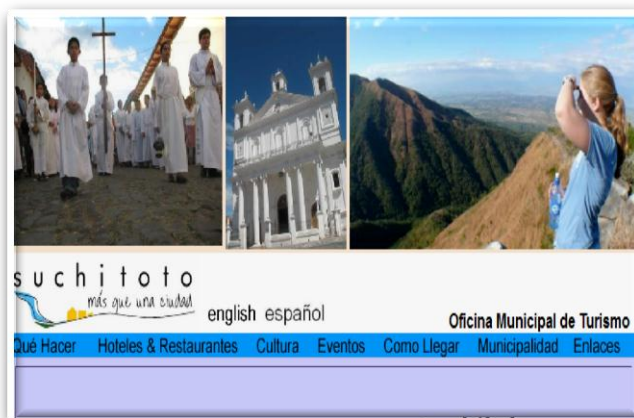 suchitoto
más que una ciudad
english español
Oficina Municipal de Turismo
Qué Hacer Hoteles & Restaurantes Cultura Eventos Como Llegar Municipalidad Enlaces